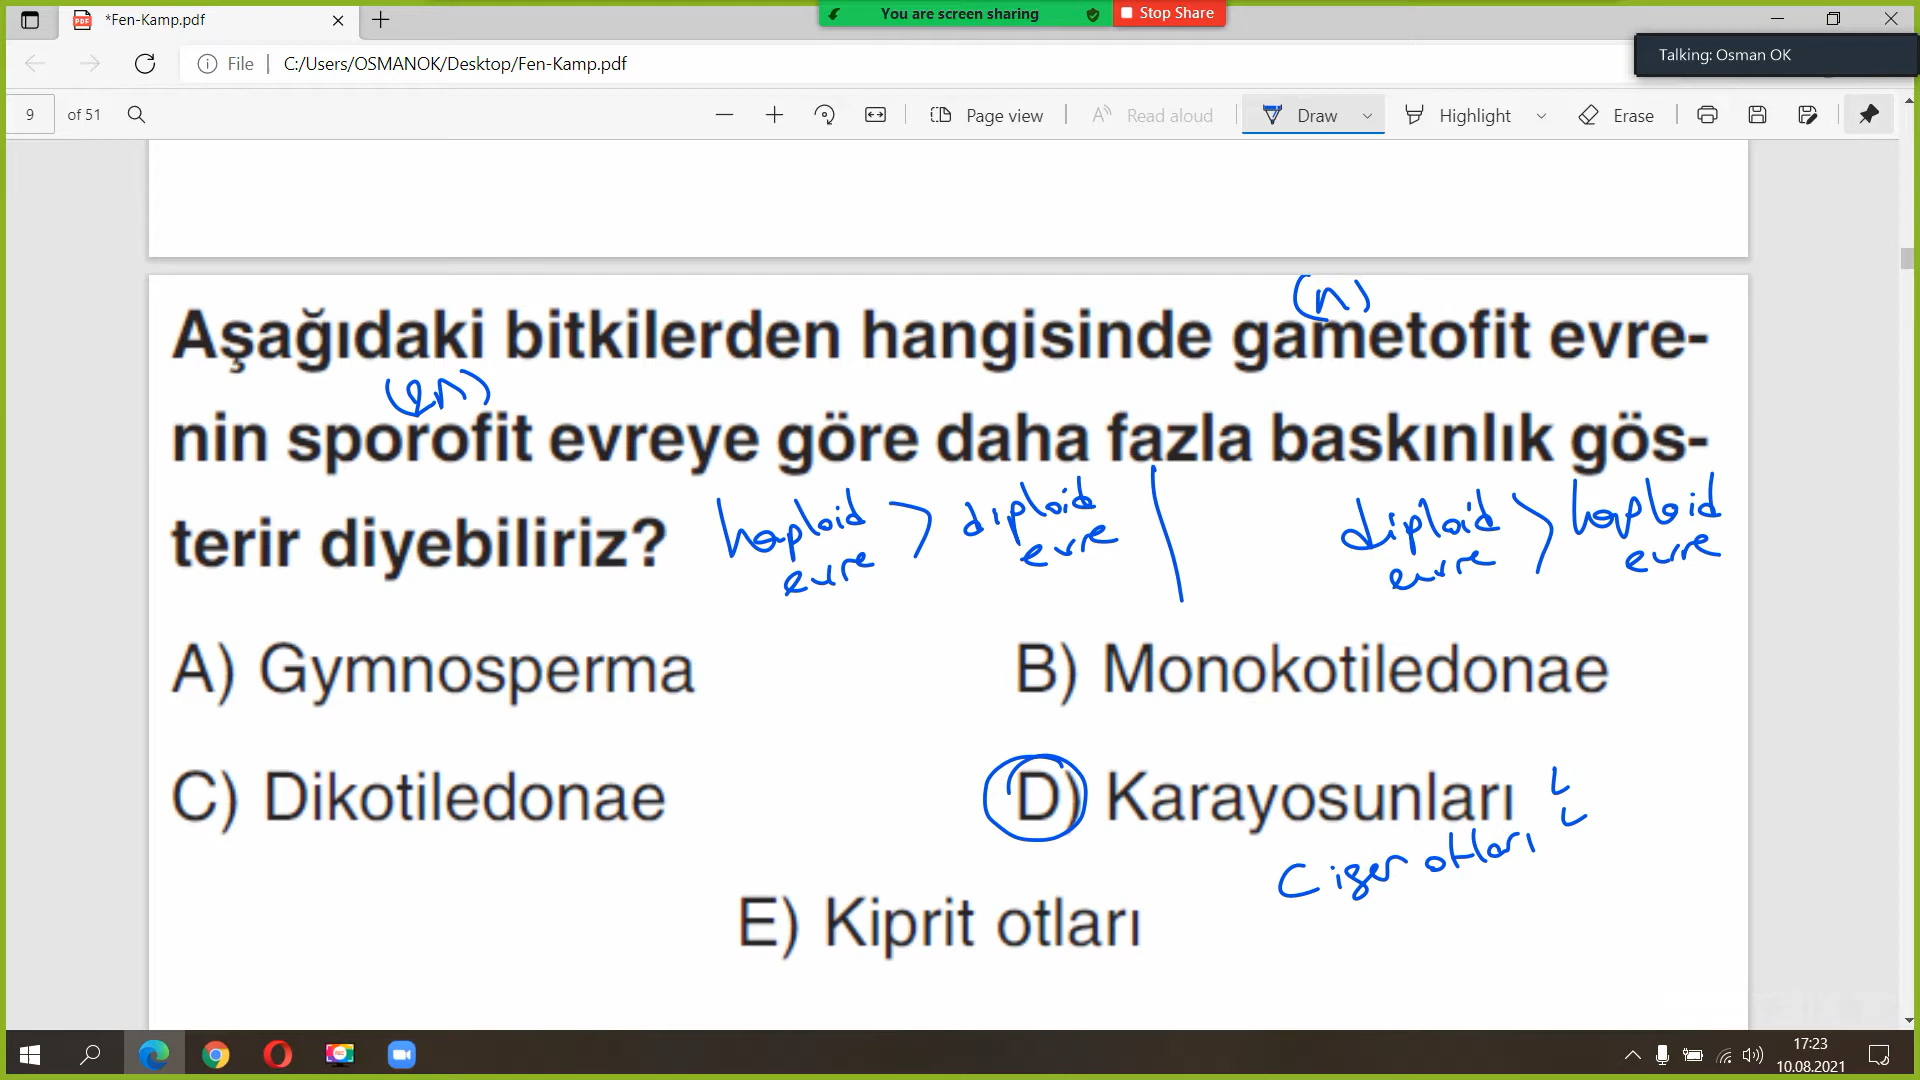 *Fen-Kamp.pdf
You are screen sharing
Stop Share
Talking: Osman OK
File
C:/Users/OSMANOK/Desktop/Fen-Kamp.pdf
9 of 51
Page view
Read aloud
Draw
Highlight
Erase
(n)
Aşağıdaki bitkilerden hangisinde gametofit evre-
(2n)
nin sporofit evreye göre daha fazla baskınlık gös-
terir diyebiliriz?
haploid evre > diploid evre
diploid evre > haploid evre
A) Gymnosperma
B) Monokotiledonae
C) Dikotiledonae
D) Karayosunları
Ciğer otları
E) Kiprit otları
17:23
10.08.2021